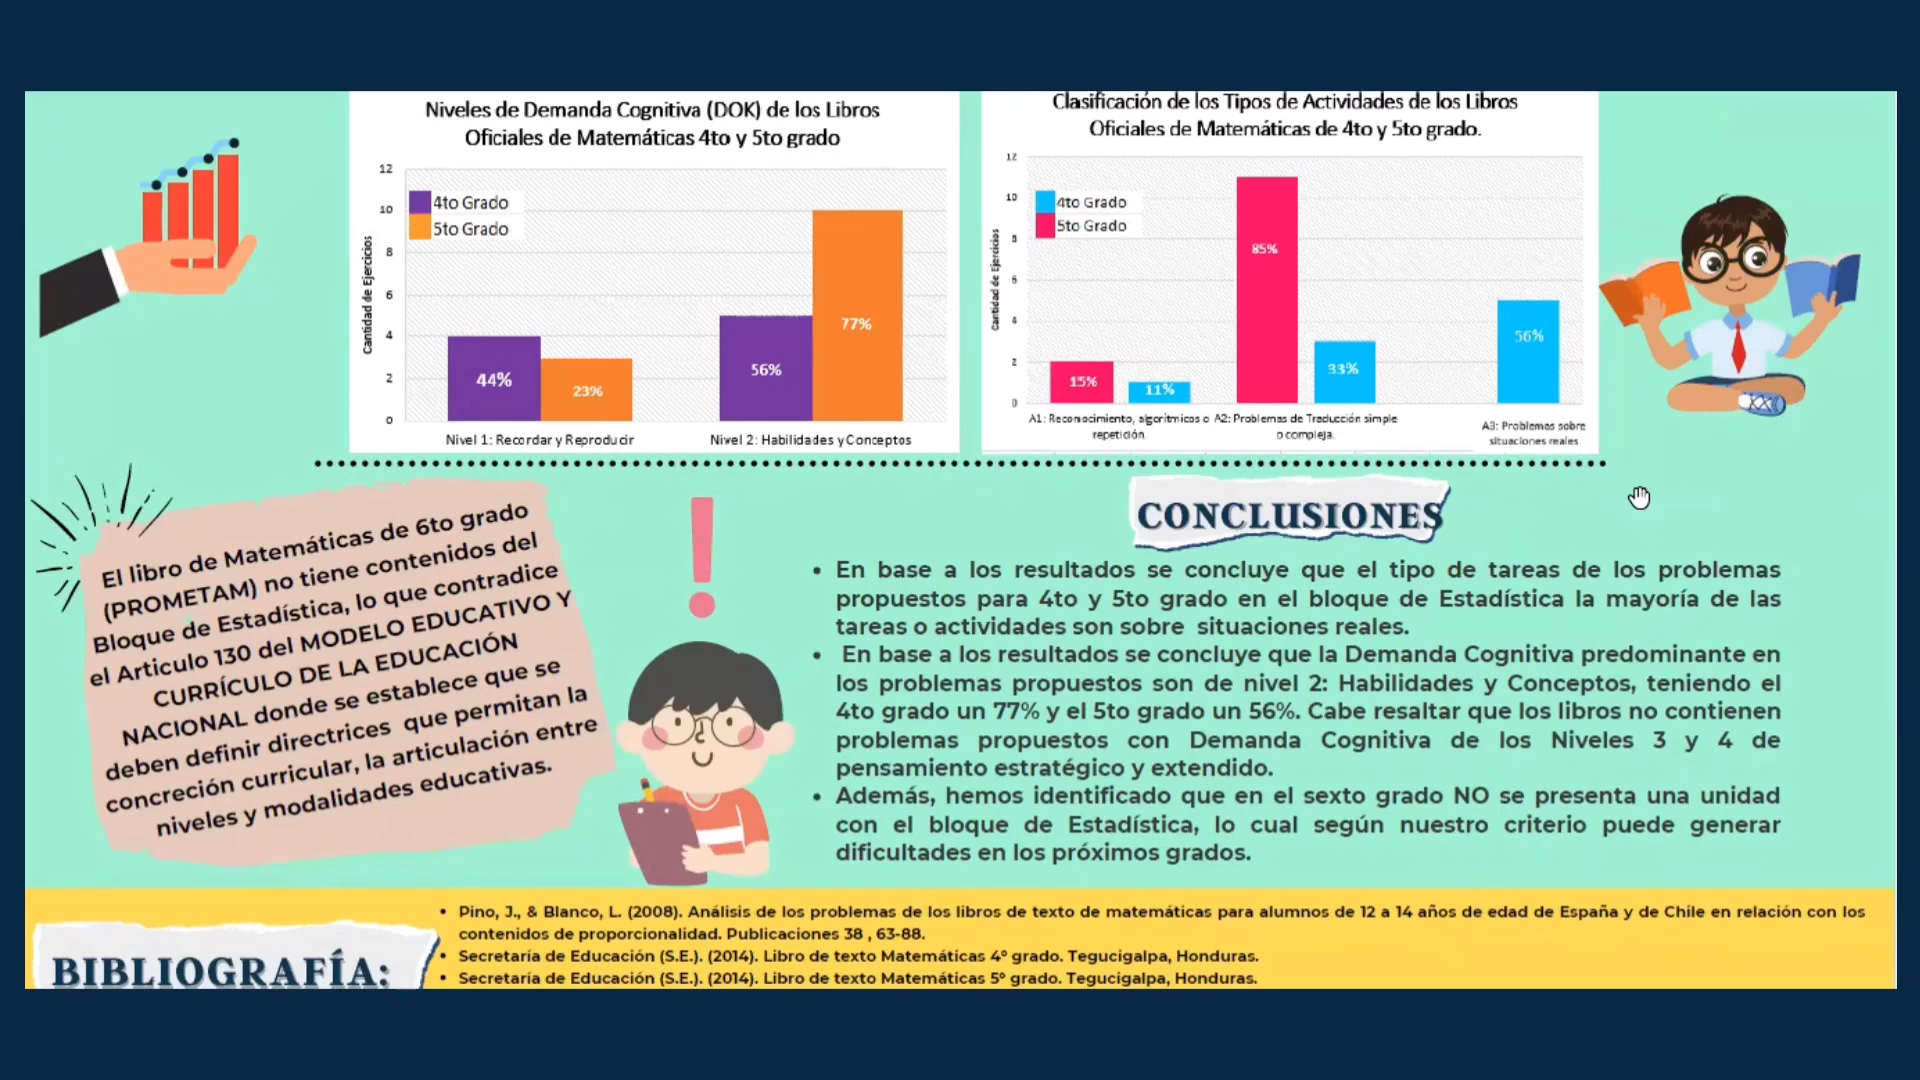 Niveles de Demanda Cognitiva (DOK) de los Libros
Oficiales de Matemáticas 4to y 5to grado
12
10
8
6
4
2
0
Cantidad de Ejercicios
4to Grado
5to Grado
44%
23%
56%
77%
Nivel 1: Recordar y Reproducir
Nivel 2: Habilidades y Conceptos
Clasificación de los Tipos de Actividades de los Libros
Oficiales de Matemáticas de 4to y 5to grado.
12
10
8
6
4
2
0
Cantidad de Ejercicios
4to Grado
5to Grado
15%
11%
85%
33%
56%
A1: Reconocimiento, algorítmicos o
repetición.
A2: Problemas de Traducción simple
o compleja.
A3: Problemas sobre
situaciones reales
El libro de Matemáticas de 6to grado
(PROMETAM) no tiene contenidos del
Bloque de Estadística, lo que contradice
el Articulo 130 del MODELO EDUCATIVO Y
CURRÍCULO DE LA EDUCACIÓN
NACIONAL donde se establece que se
deben definir directrices que permitan la
concreción curricular, la articulación entre
niveles y modalidades educativas.
CONCLUSIONES
• En base a los resultados se concluye que el tipo de tareas de los problemas
propuestos para 4to y 5to grado en el bloque de Estadística la mayoría de las
tareas o actividades son sobre situaciones reales.
• En base a los resultados se concluye que la Demanda Cognitiva predominante en
los problemas propuestos son de nivel 2: Habilidades y Conceptos, teniendo el
4to grado un 77% y el 5to grado un 56%. Cabe resaltar que los libros no contienen
problemas propuestos con Demanda Cognitiva de los Niveles 3 y 4 de
pensamiento estratégico y extendido.
• Además, hemos identificado que en el sexto grado NO se presenta una unidad
con el bloque de Estadística, lo cual según nuestro criterio puede generar
dificultades en los próximos grados.
BIBLIOGRAFÍA:
• Pino, J., & Blanco, L. (2008). Análisis de los problemas de los libros de texto de matemáticas para alumnos de 12 a 14 años de edad de España y de Chile en relación con los
contenidos de proporcionalidad. Publicaciones 38 , 63-88.
• Secretaría de Educación (S.E.). (2014). Libro de texto Matemáticas 4° grado. Tegucigalpa, Honduras.
• Secretaría de Educación (S.E.). (2014). Libro de texto Matemáticas 5° grado. Tegucigalpa, Honduras.